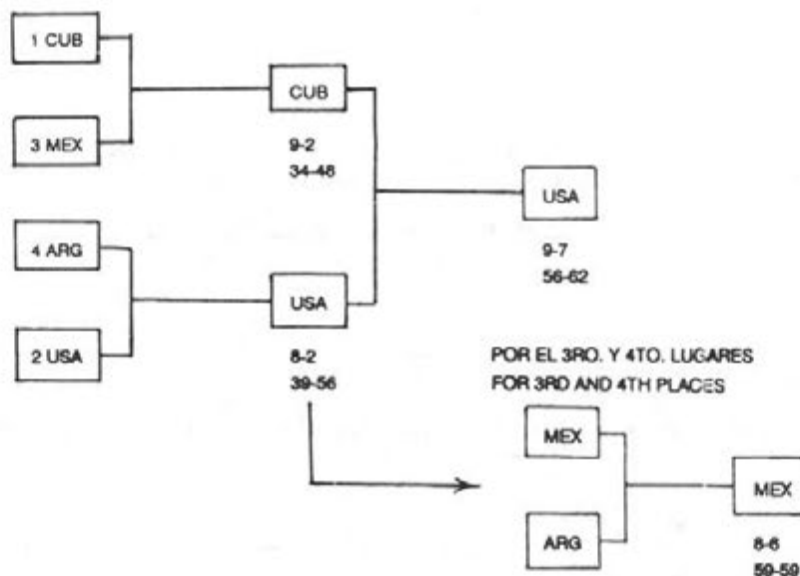 1 CUB
3 MEX
CUB
9-2
34-48
4 ARG
2 USA
USA
8-2
39-56
USA
9-7
56-62
POR EL 3RO. Y 4TO. LUGARES
FOR 3RD AND 4TH PLACES
MEX
ARG
MEX
8-6
59-59